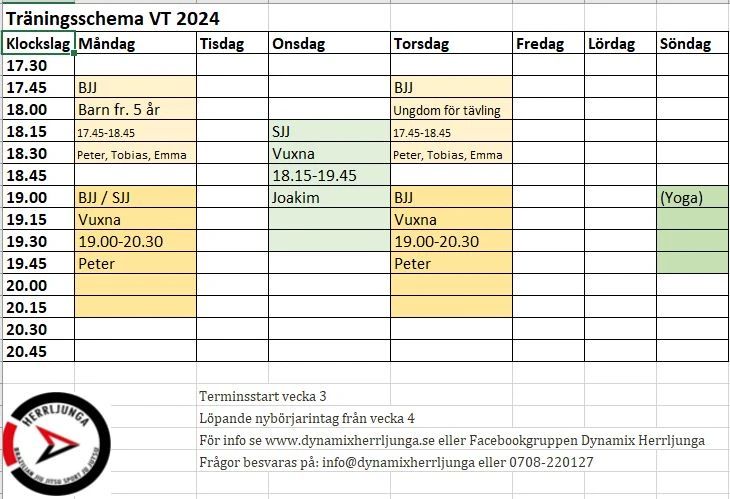 Träningsschema VT 2024
Klockslag Måndag Tisdag Onsdag Torsdag Fredag Lördag Söndag
17.30
17.45 BJJ BJJ
18.00 Barn fr. 5 år Ungdom för tävling
18.15 17.45-18.45 SJJ 17.45-18.45
18.30 Peter, Tobias, Emma Vuxna Peter, Tobias, Emma
18.45 18.15-19.45
19.00 BJJ / SJJ Joakim BJJ (Yoga)
19.15 Vuxna Vuxna
19.30 19.00-20.30 19.00-20.30
19.45 Peter Peter
20.00
20.15
20.30
20.45
Terminsstart vecka 3
Löpande nybörjarintag från vecka 4
För info se www.dynamixherrljunga.se eller Facebookgruppen Dynamix Herrljunga
Frågor besvaras på: info@dynamixherrljunga eller 0708-220127
HERRLJUNGA
BRAZILIAN JIU JITSU SPORT JU JUTSU